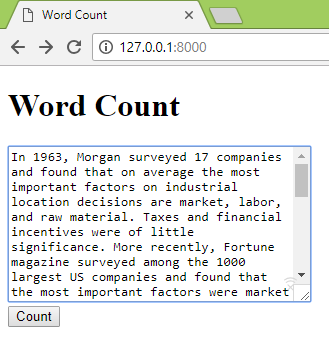 Word Count
127.0.0.1:8000
Word Count
In 1963, Morgan surveyed 17 companies
and found that on average the most
important factors on industrial
location decisions are market, labor,
and raw material. Taxes and financial
incentives were of little
significance. More recently, Fortune
magazine surveyed among the 1000
largest US companies and found that
the most important factors were market
Count